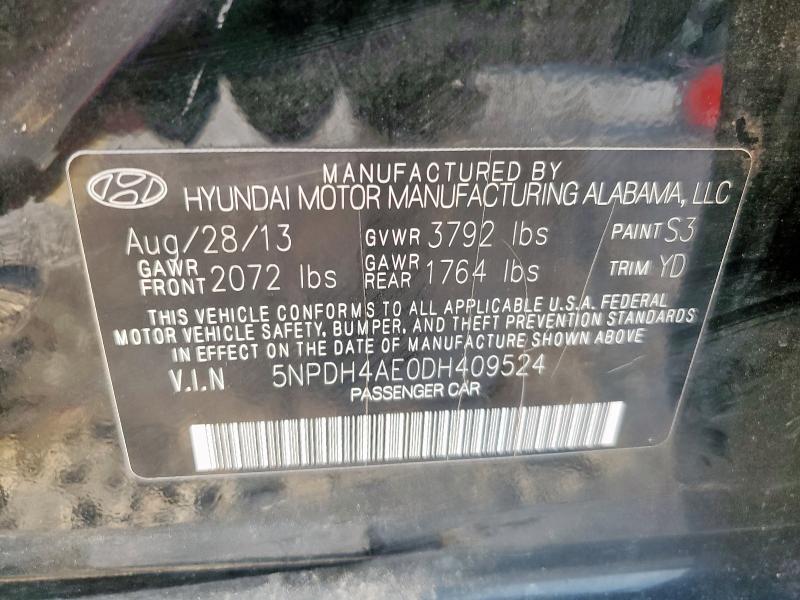 MANUFACTURED BY
HYUNDAI MOTOR MANUFACTURING ALABAMA, LLC
Aug/28/13 GVWR 3792 lbs PAINT S3
GAWR FRONT 2072 lbs GAWR REAR 1764 lbs TRIM YD
THIS VEHICLE CONFORMS TO ALL APPLICABLE U.S.A. FEDERAL
MOTOR VEHICLE SAFETY, BUMPER, AND THEFT PREVENTION STANDARDS
IN EFFECT ON THE DATE OF MANUFACTURE SHOWN ABOVE
V.I.N 5NPDH4AE0DH409524
PASSENGER CAR